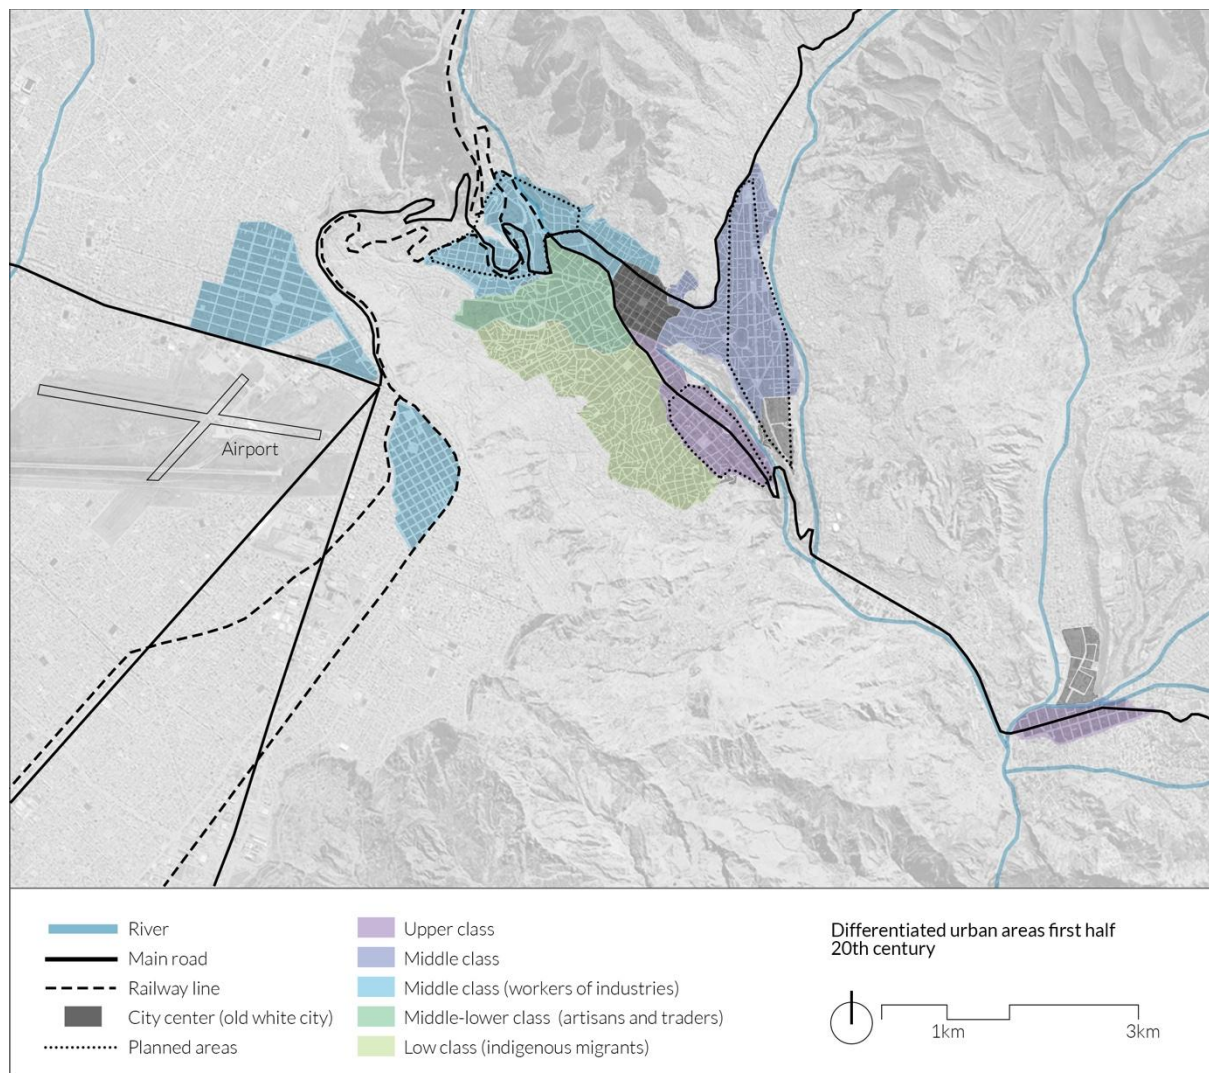 Airport
River
Main road
Railway line
City center (old white city)
Planned areas
Upper class
Middle class
Middle class (workers of industries)
Middle-lower class (artisans and traders)
Low class (indigenous migrants)
Differentiated urban areas first half
20th century
1km
3km